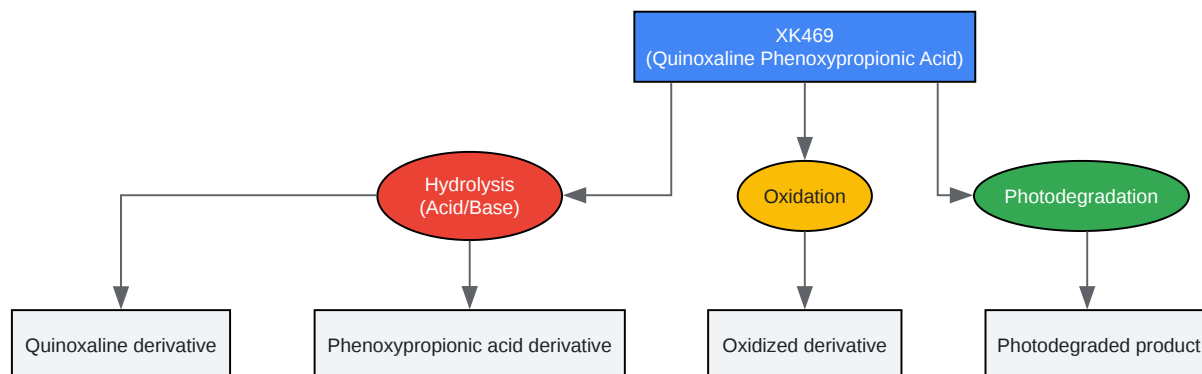 XK469
(Quinoxaline Phenoxypropionic Acid)
Hydrolysis
(Acid/Base)
Oxidation
Photodegradation
Quinoxaline derivative
Phenoxypropionic acid derivative
Oxidized derivative
Photodegraded product